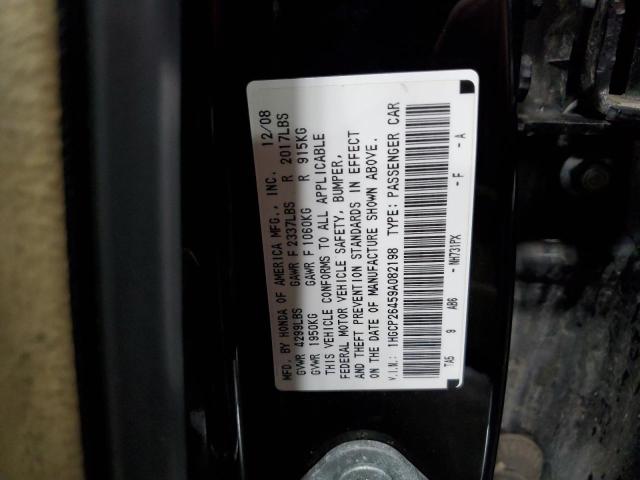 MFD. BY HONDA OF AMERICA MFG., INC. 12/08
GVWR 4299LBS GAWR F 2337LBS R 2017LBS
GVWR 1950KG GAWR F 1060KG R 915KG
THIS VEHICLE CONFORMS TO ALL APPLICABLE
FEDERAL MOTOR VEHICLE SAFETY, BUMPER,
AND THEFT PREVENTION STANDARDS IN EFFECT
ON THE DATE OF MANUFACTURE SHOWN ABOVE.
V.I.N.: 1HGCP26459A082198 TYPE: PASSENGER CAR
TA5 9 AB6 - NH731PX - F - A